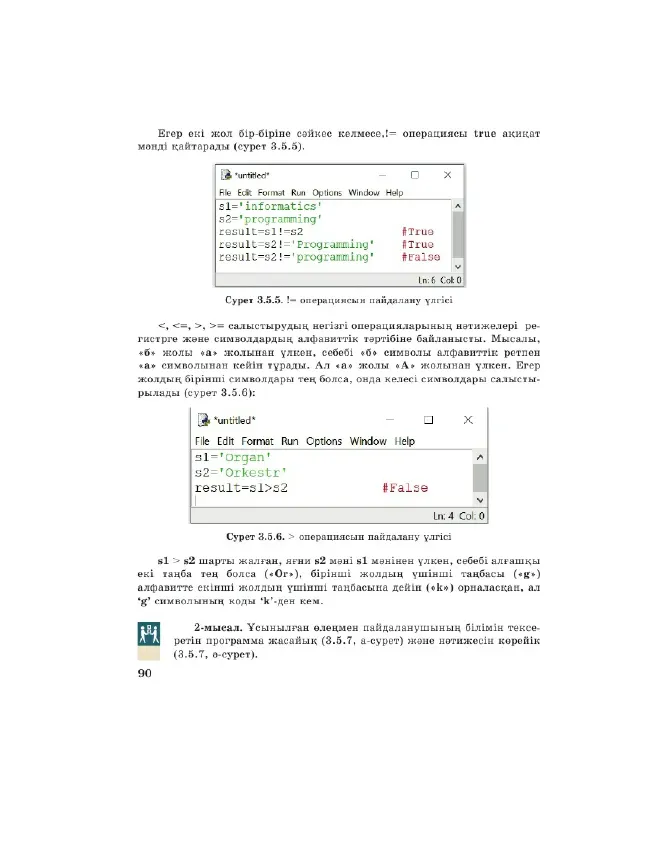 Егер екі жол бір-біріне сәйкес келмесе,!= операциясы true ақиқат
мәнді қайтарады (сурет 3.5.5).
*untitled*
File Edit Format Run Options Window Help
s1='informatics'
s2='programming'
result=s1!=s2 #True
result=s2!='Programming' #True
result=s2!='programming' #False
Ln: 6 Col: 0
Сурет 3.5.5. != операциясын пайдалану үлгісі
<, <=, >, >= салыстырудың негізгі операцияларының нәтижелері ре-
гистрге және символдардың алфавиттік тәртібіне байланысты. Мысалы,
«б» жолы «а» жолынан үлкен, себебі «б» символы алфавиттік ретпен
«а» символынан кейін тұрады. Ал «а» жолы «А» жолынан үлкен. Егер
жолдың бірінші символдары тең болса, онда келесі символдары салысты-
рылады (сурет 3.5.6):
*untitled*
File Edit Format Run Options Window Help
s1='Organ'
s2='Orkestr'
result=s1>s2 #False
Ln: 4 Col: 0
Сурет 3.5.6. > операциясын пайдалану үлгісі
s1 > s2 шарты жалған, яғни s2 мәні s1 мәнінен үлкен, себебі алғашқы
екі таңба тең болса («Or»), бірінші жолдың үшінші таңбасы («g»)
алфавитте екінші жолдың үшінші таңбасына дейін («k») орналасқан, ал
‘g’ символының коды ‘k’-ден кем.
2-мысал. Ұсынылған өлеңмен пайдаланушының білімін тексе-
ретін программа жасайық (3.5.7, а-сурет) және нәтижесін көрейік
(3.5.7, ә-сурет).
90